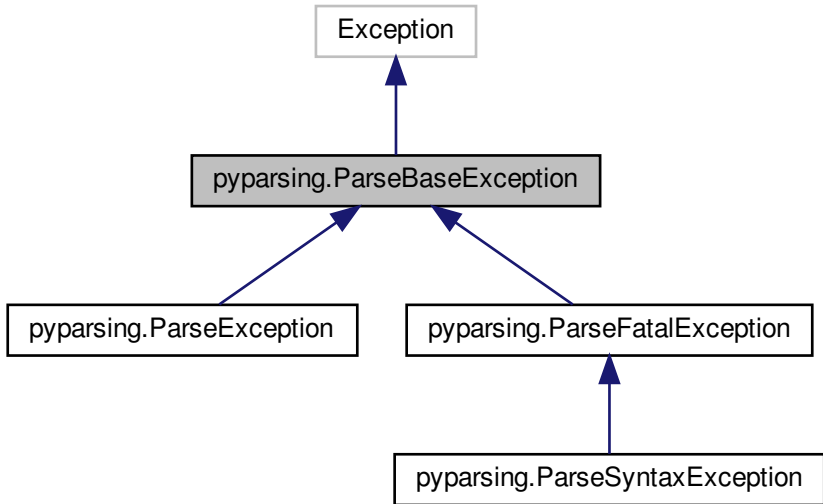 Exception
pyparsing.ParseBaseException
pyparsing.ParseException
pyparsing.ParseFatalException
pyparsing.ParseSyntaxException